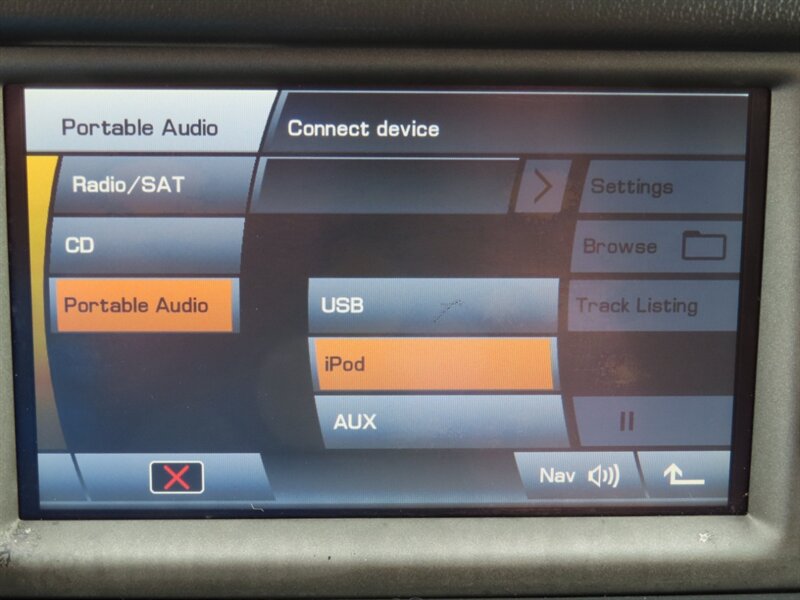 Portable Audio
Connect device
Radio/SAT
Settings
CD
Browse
Portable Audio
USB
Track Listing
iPod
AUX
Nav